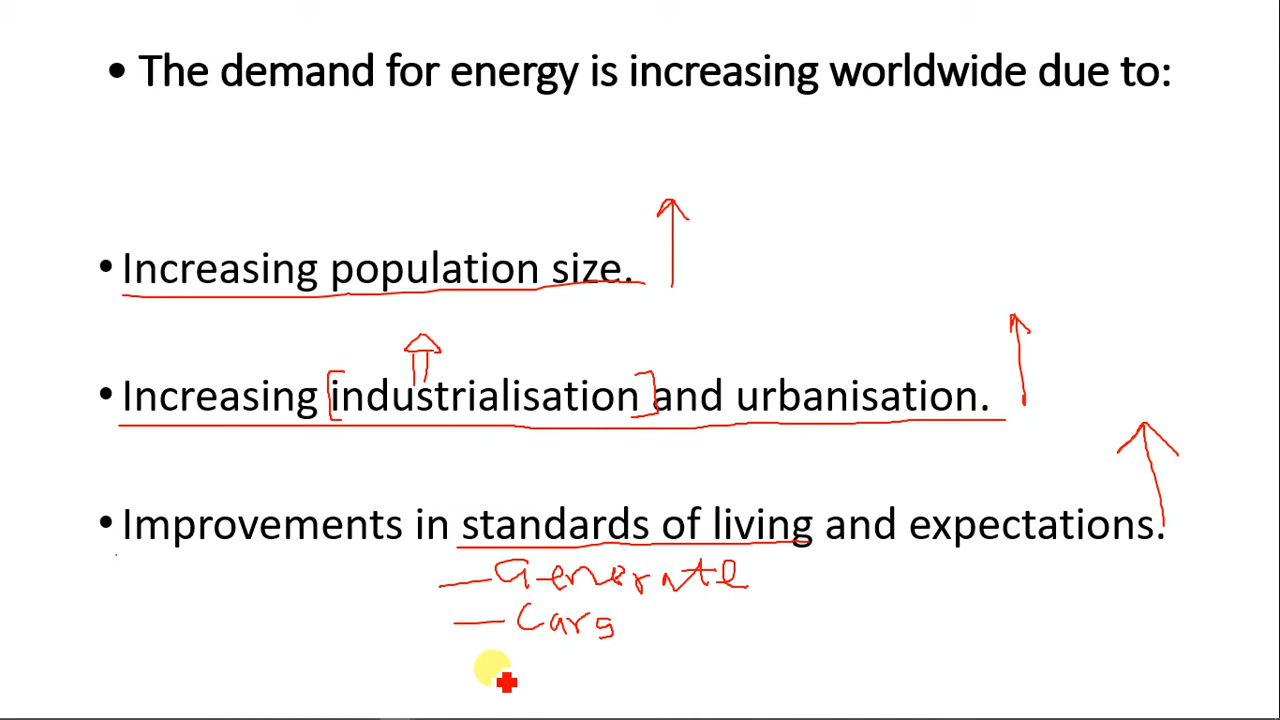 • The demand for energy is increasing worldwide due to:
• Increasing population size.
• Increasing [industrialisation] and urbanisation.
• Improvements in standards of living and expectations.
— Generate
— Cars